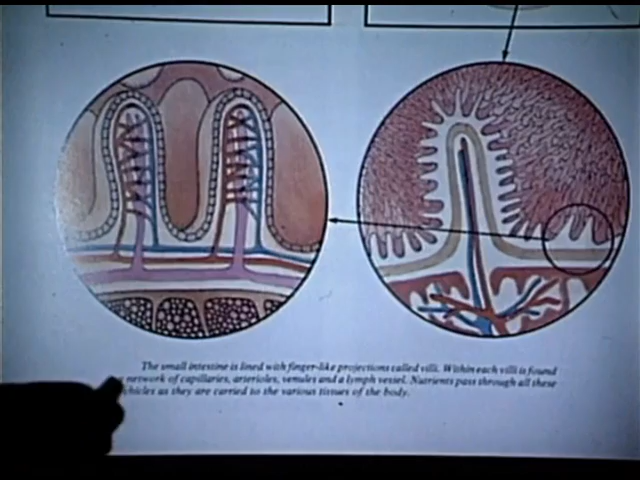 The small intestine is lined with finger-like projections called villi. Within each villi is found
network of capillaries, arterioles, venules and a lymph vessel. Nutrients pass through all these
as they are carried to the various tissues of the body.